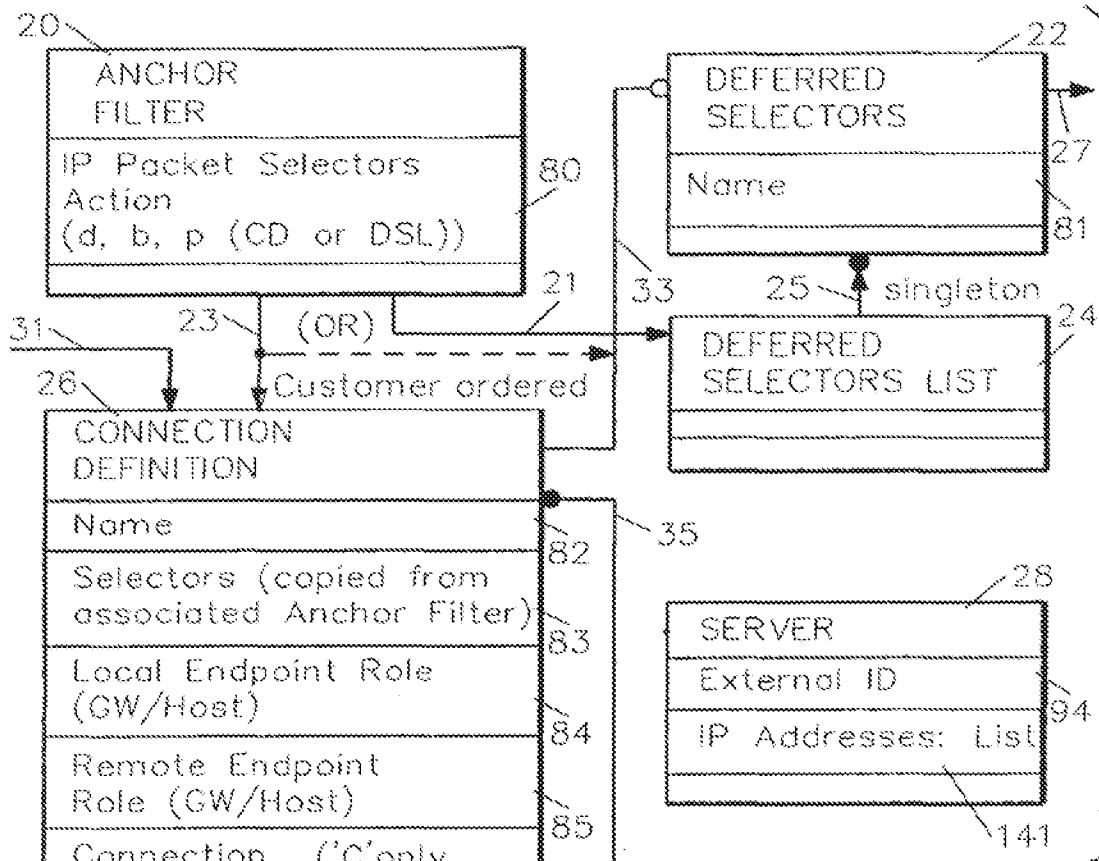 20
ANCHOR
FILTER
IP Packet Selectors
Action
(d, b, p (CD or DSL))
80
22
DEFERRED
SELECTORS
27
Name
81
33
25
singleton
21
23
(OR)
31
Customer ordered
24
DEFERRED
SELECTORS LIST
26
CONNECTION
DEFINITION
Name
82
35
Selectors (copied from
associated Anchor Filter)
83
Local Endpoint Role
(GW/Host)
84
Remote Endpoint
Role (GW/Host)
85
Connection ('C'only
28
SERVER
External ID
94
IP Addresses: List
141